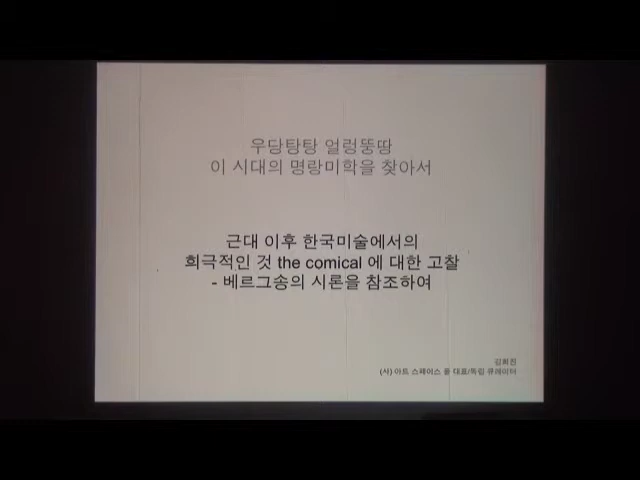 우당탕탕 얼렁뚱땅
이 시대의 명랑미학을 찾아서
근대 이후 한국미술에서의
희극적인 것 the comical 에 대한 고찰
- 베르그송의 시론을 참조하여
김희진
(사) 아트 스페이스 풀 대표/독립 큐레이터